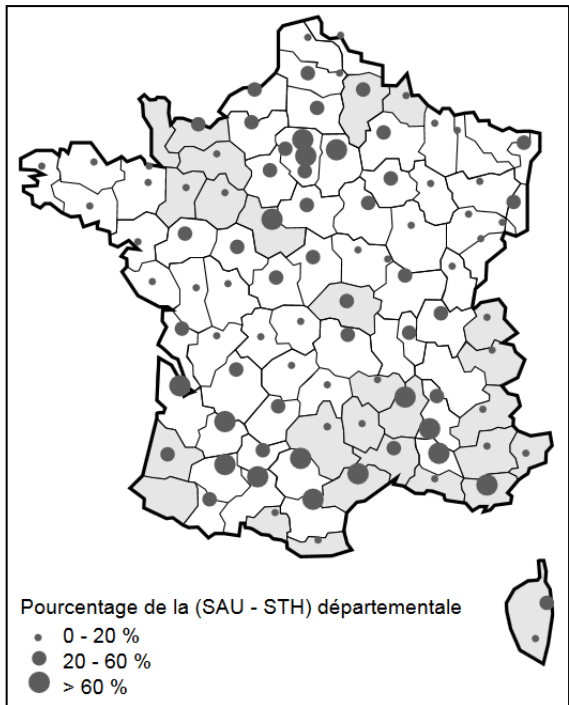 Pourcentage de la (SAU - STH) départementale
0 - 20 %
20 - 60 %
> 60 %